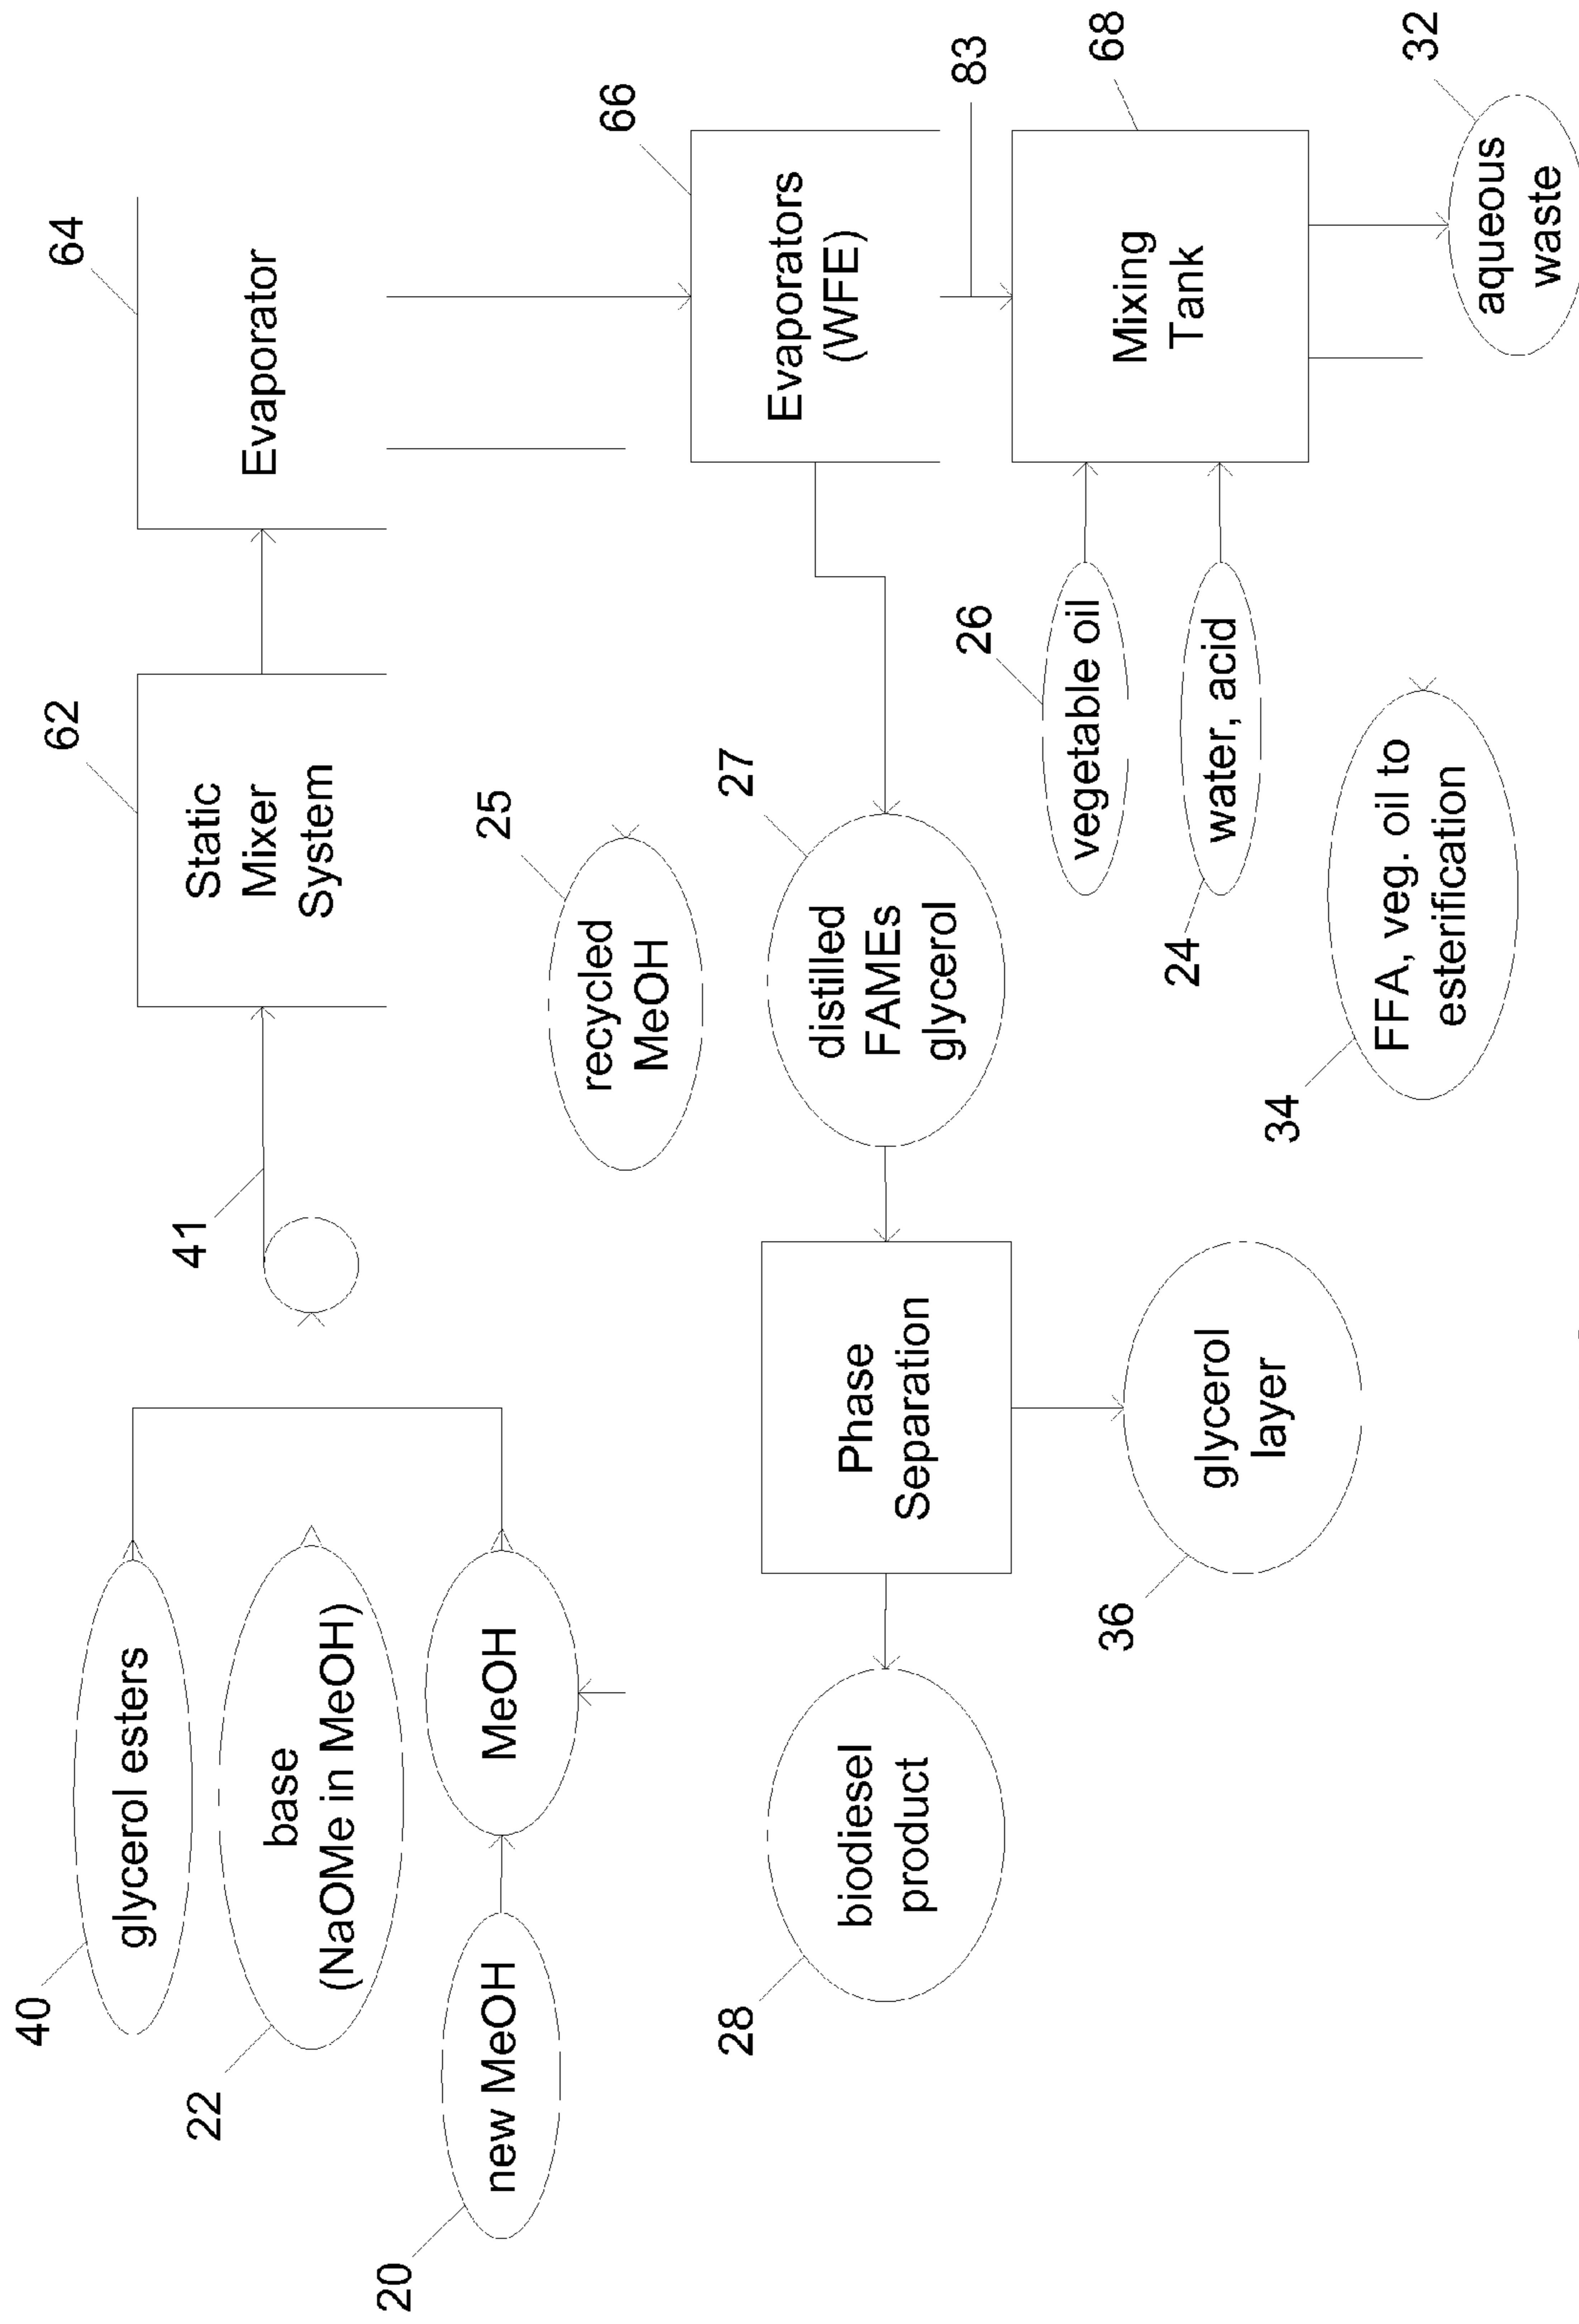 40
glycerol esters
22
base
(NaOMe in MeOH)
20
new MeOH
MeOH
41
62
Static
Mixer
System
64
Evaporator
25
recycled
MeOH
66
Evaporators
(WFE)
27
distilled
FAMEs
glycerol
Phase
Separation
28
biodiesel
product
36
glycerol
layer
83
26
vegetable oil
24
water, acid
68
Mixing
Tank
34
FFA, veg. oil to
esterification
32
aqueous
waste